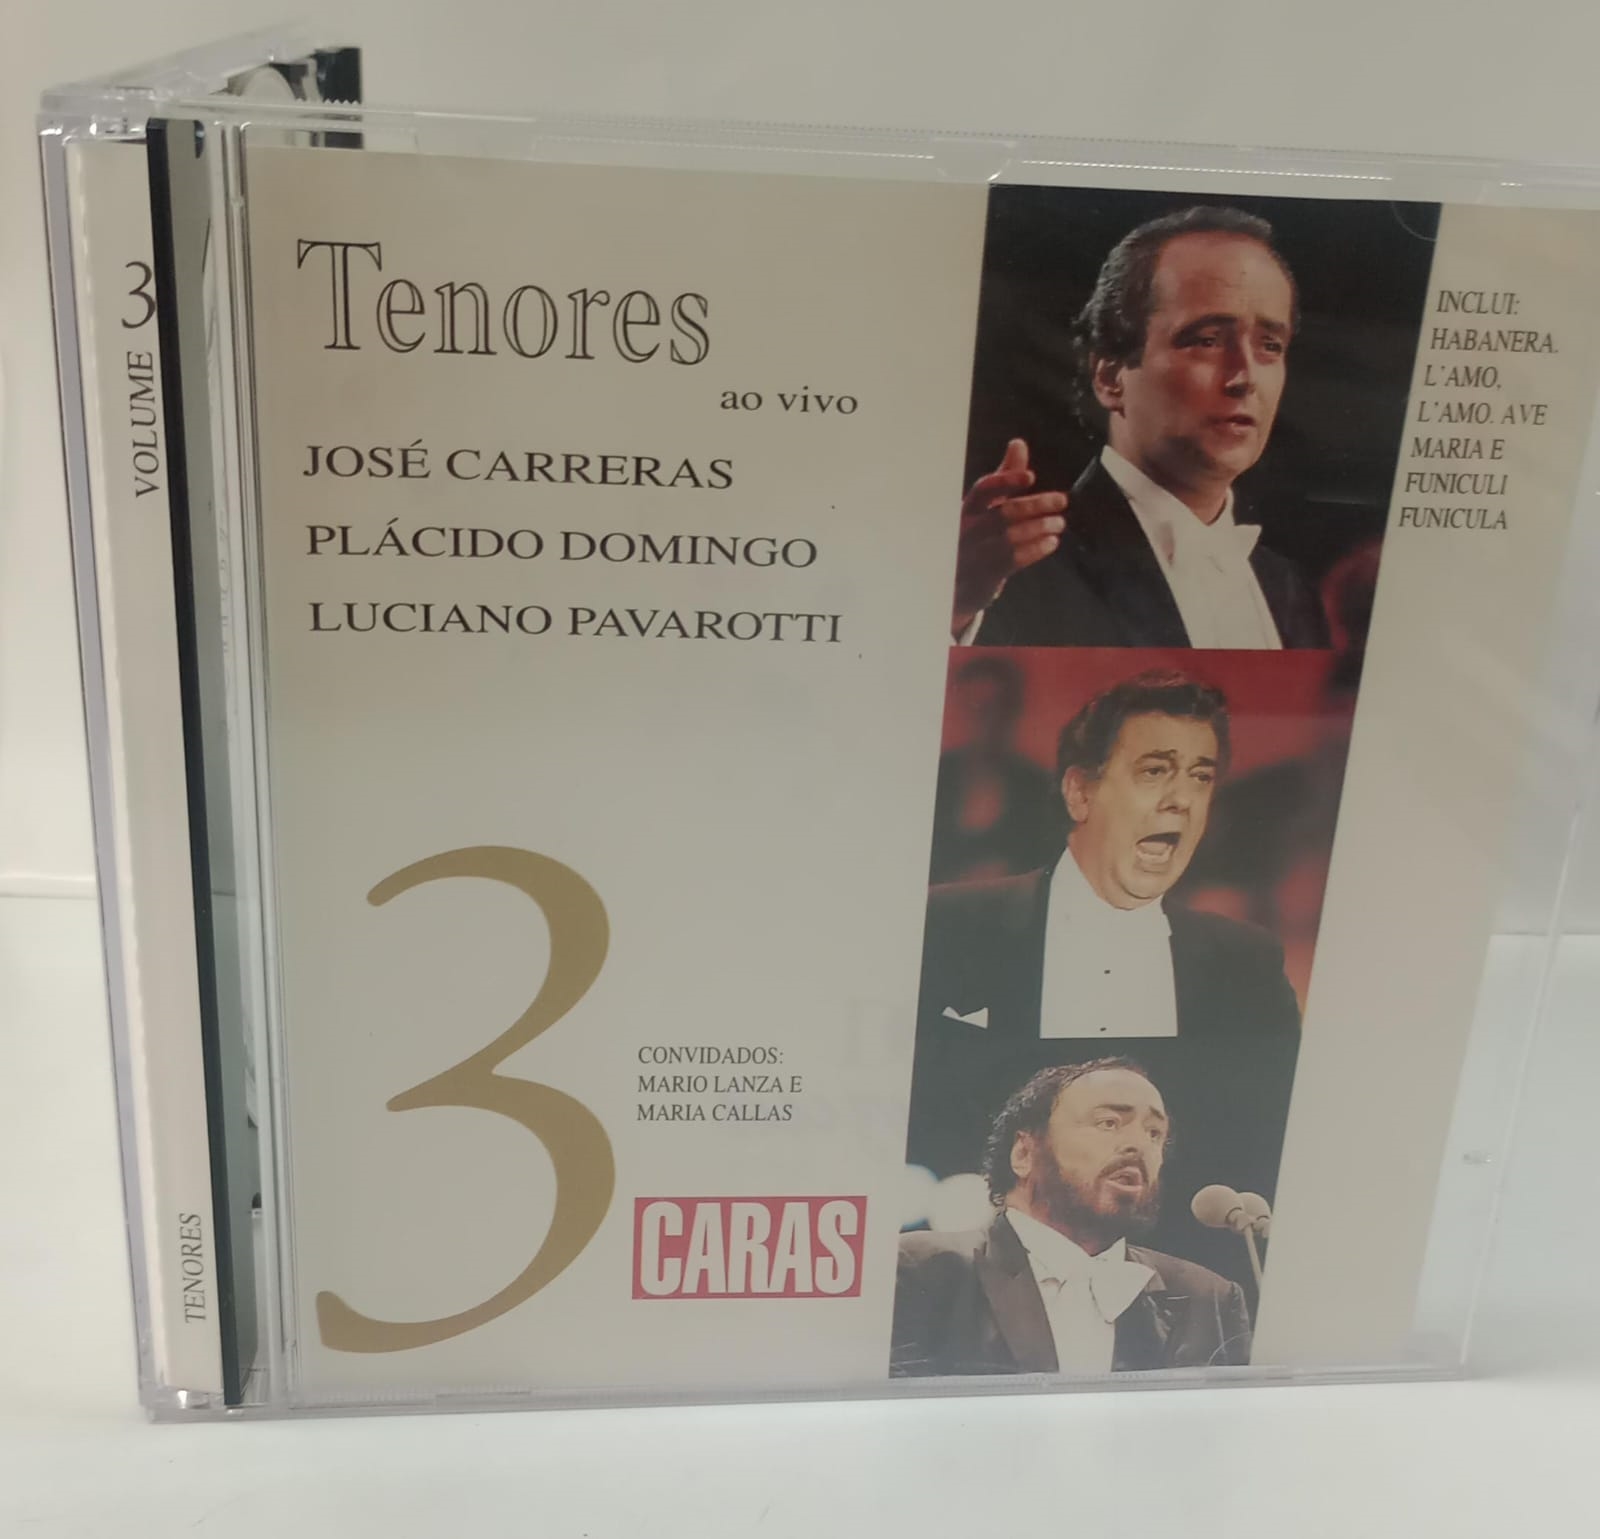 3
VOLUME
TENORES
Tenores
ao vivo
JOSÉ CARRERAS
PLÁCIDO DOMINGO
LUCIANO PAVAROTTI
3
CONVIDADOS:
MARIO LANZA E
MARIA CALLAS
CARAS
INCLUI:
HABANERA.
L'AMO,
L'AMO. AVE
MARIA E
FUNICULI
FUNICULA